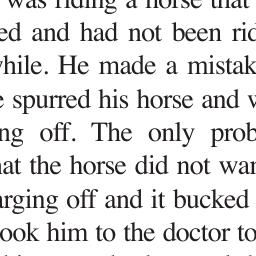 was riding a horse that
ed and had not been rid
while. He made a mistak
e spurred his horse and w
ng off. The only prob
hat the horse did not wan
arging off and it bucked
ook him to the doctor to